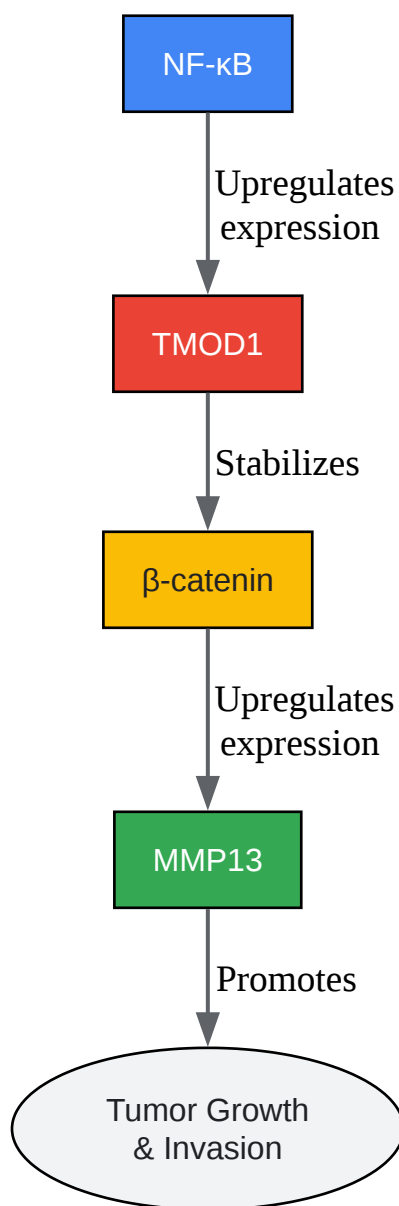 NF-κB
Upregulates
expression
TMOD1
Stabilizes
β-catenin
Upregulates
expression
MMP13
Promotes
Tumor Growth
& Invasion